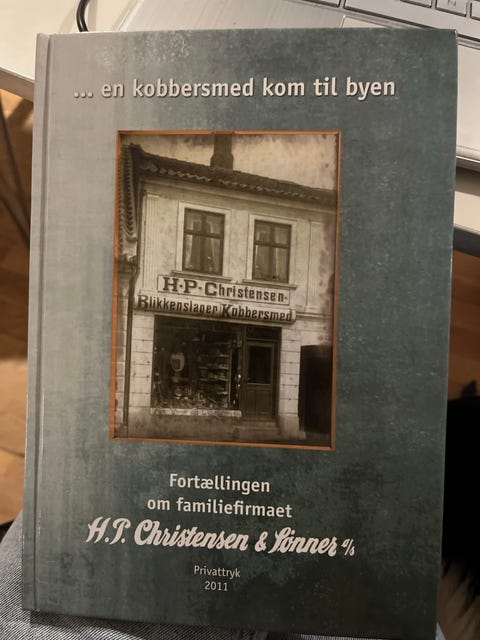 ... en kobbersmed kom til byen
H·P·Christensen·
Blikkenslager Kobbersmed
Fortællingen
om familiefirmaet
H.P. Christensen & Sønner a/s
Privattryk
2011